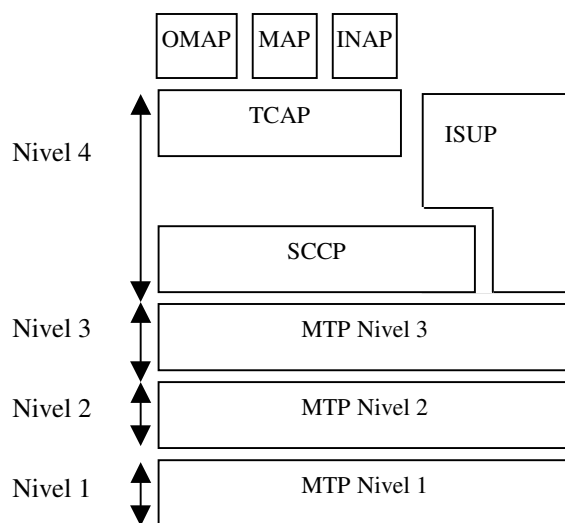 OMAP MAP INAP
TCAP
ISUP
Nivel 4
SCCP
Nivel 3 MTP Nivel 3
Nivel 2 MTP Nivel 2
Nivel 1 MTP Nivel 1